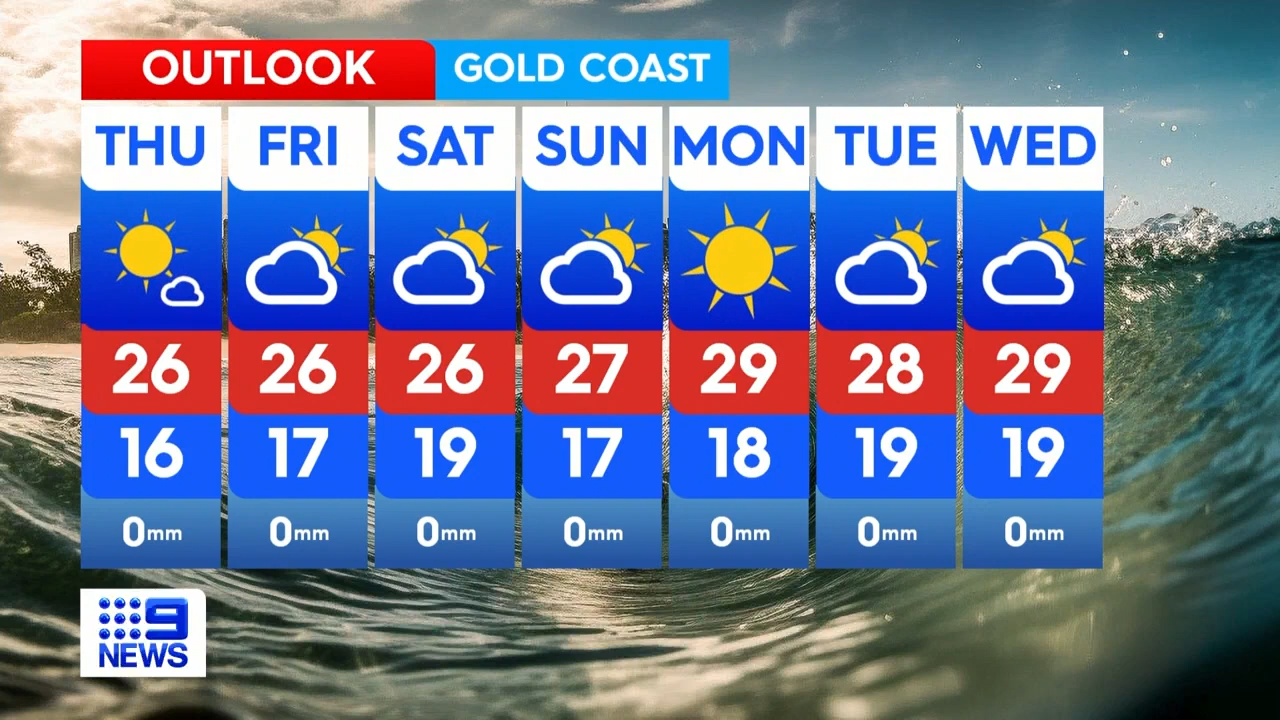 OUTLOOK GOLD COAST
THU FRI SAT SUN MON TUE WED
26 26 26 27 29 28 29
16 17 19 17 18 19 19
0mm 0mm 0mm 0mm 0mm 0mm 0mm
9
NEWS